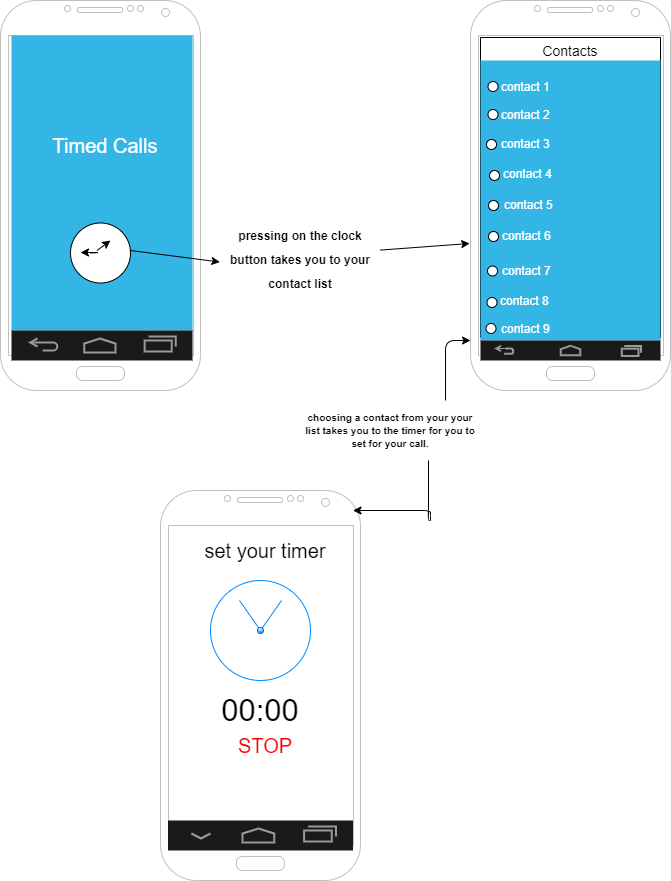 Timed Calls
pressing on the clock
button takes you to your
contact list
Contacts
contact 1
contact 2
contact 3
contact 4
contact 5
contact 6
contact 7
contact 8
contact 9
choosing a contact from your your
list takes you to the timer for you to
set for your call.
set your timer
00:00
STOP